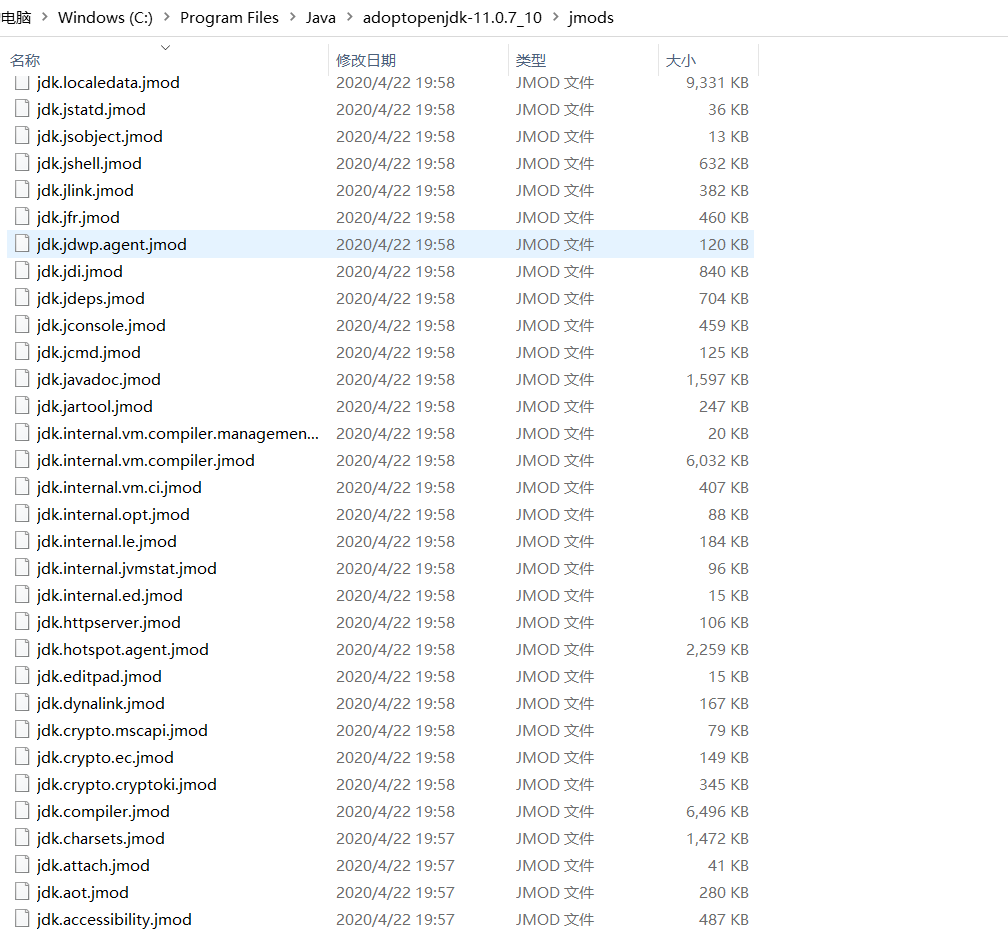 电脑 > Windows (C:) > Program Files > Java > adoptopenjdk-11.0.7_10 > jmods
名称 修改日期 类型 大小
jdk.localedata.jmod 2020/4/22 19:58 JMOD 文件 9,331 KB
jdk.jstatd.jmod 2020/4/22 19:58 JMOD 文件 36 KB
jdk.jsobject.jmod 2020/4/22 19:58 JMOD 文件 13 KB
jdk.jshell.jmod 2020/4/22 19:58 JMOD 文件 632 KB
jdk.jlink.jmod 2020/4/22 19:58 JMOD 文件 382 KB
jdk.jfr.jmod 2020/4/22 19:58 JMOD 文件 460 KB
jdk.jdwp.agent.jmod 2020/4/22 19:58 JMOD 文件 120 KB
jdk.jdi.jmod 2020/4/22 19:58 JMOD 文件 840 KB
jdk.jdeps.jmod 2020/4/22 19:58 JMOD 文件 704 KB
jdk.jconsole.jmod 2020/4/22 19:58 JMOD 文件 459 KB
jdk.jcmd.jmod 2020/4/22 19:58 JMOD 文件 125 KB
jdk.javadoc.jmod 2020/4/22 19:58 JMOD 文件 1,597 KB
jdk.jartool.jmod 2020/4/22 19:58 JMOD 文件 247 KB
jdk.internal.vm.compiler.managemen... 2020/4/22 19:58 JMOD 文件 20 KB
jdk.internal.vm.compiler.jmod 2020/4/22 19:58 JMOD 文件 6,032 KB
jdk.internal.vm.ci.jmod 2020/4/22 19:58 JMOD 文件 407 KB
jdk.internal.opt.jmod 2020/4/22 19:58 JMOD 文件 88 KB
jdk.internal.le.jmod 2020/4/22 19:58 JMOD 文件 184 KB
jdk.internal.jvmstat.jmod 2020/4/22 19:58 JMOD 文件 96 KB
jdk.internal.ed.jmod 2020/4/22 19:58 JMOD 文件 15 KB
jdk.httpserver.jmod 2020/4/22 19:58 JMOD 文件 106 KB
jdk.hotspot.agent.jmod 2020/4/22 19:58 JMOD 文件 2,259 KB
jdk.editpad.jmod 2020/4/22 19:58 JMOD 文件 15 KB
jdk.dynalink.jmod 2020/4/22 19:58 JMOD 文件 167 KB
jdk.crypto.mscapi.jmod 2020/4/22 19:58 JMOD 文件 79 KB
jdk.crypto.ec.jmod 2020/4/22 19:58 JMOD 文件 149 KB
jdk.crypto.cryptoki.jmod 2020/4/22 19:58 JMOD 文件 345 KB
jdk.compiler.jmod 2020/4/22 19:58 JMOD 文件 6,496 KB
jdk.charsets.jmod 2020/4/22 19:57 JMOD 文件 1,472 KB
jdk.attach.jmod 2020/4/22 19:57 JMOD 文件 41 KB
jdk.aot.jmod 2020/4/22 19:57 JMOD 文件 280 KB
jdk.accessibility.jmod 2020/4/22 19:57 JMOD 文件 487 KB